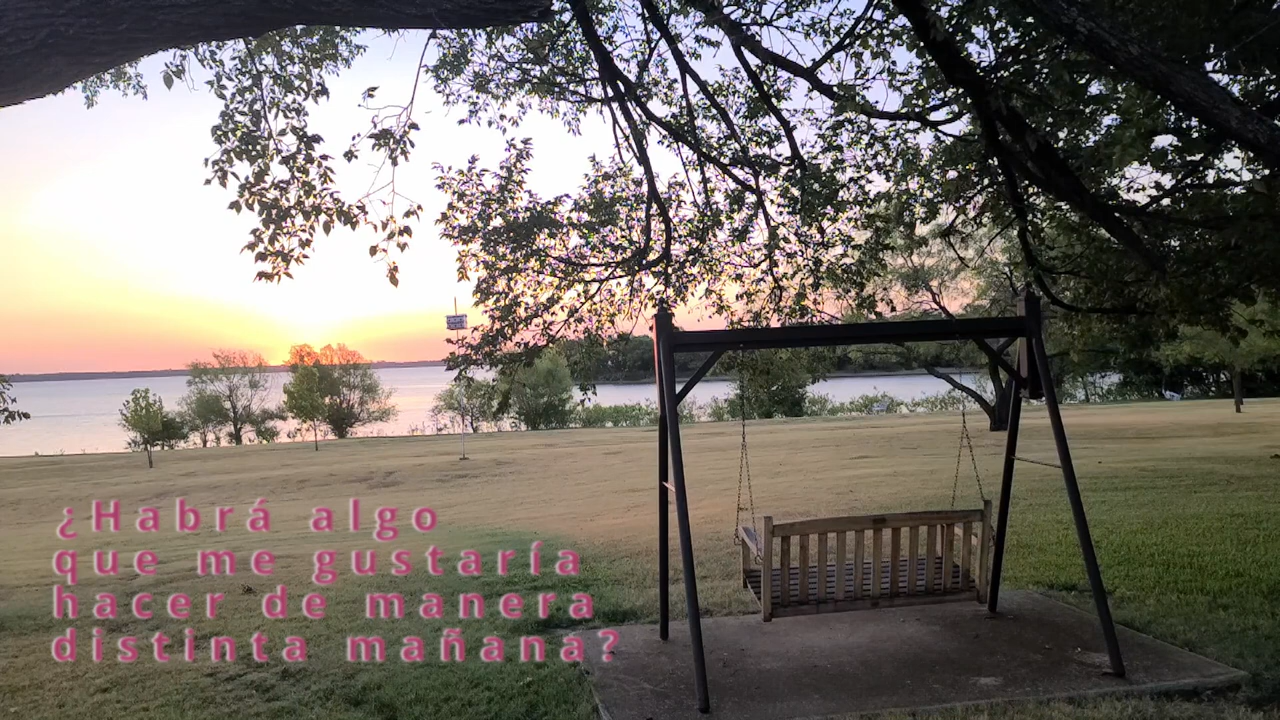 ¿Habrá algo
que me gustaría
hacer de manera
distinta mañana?